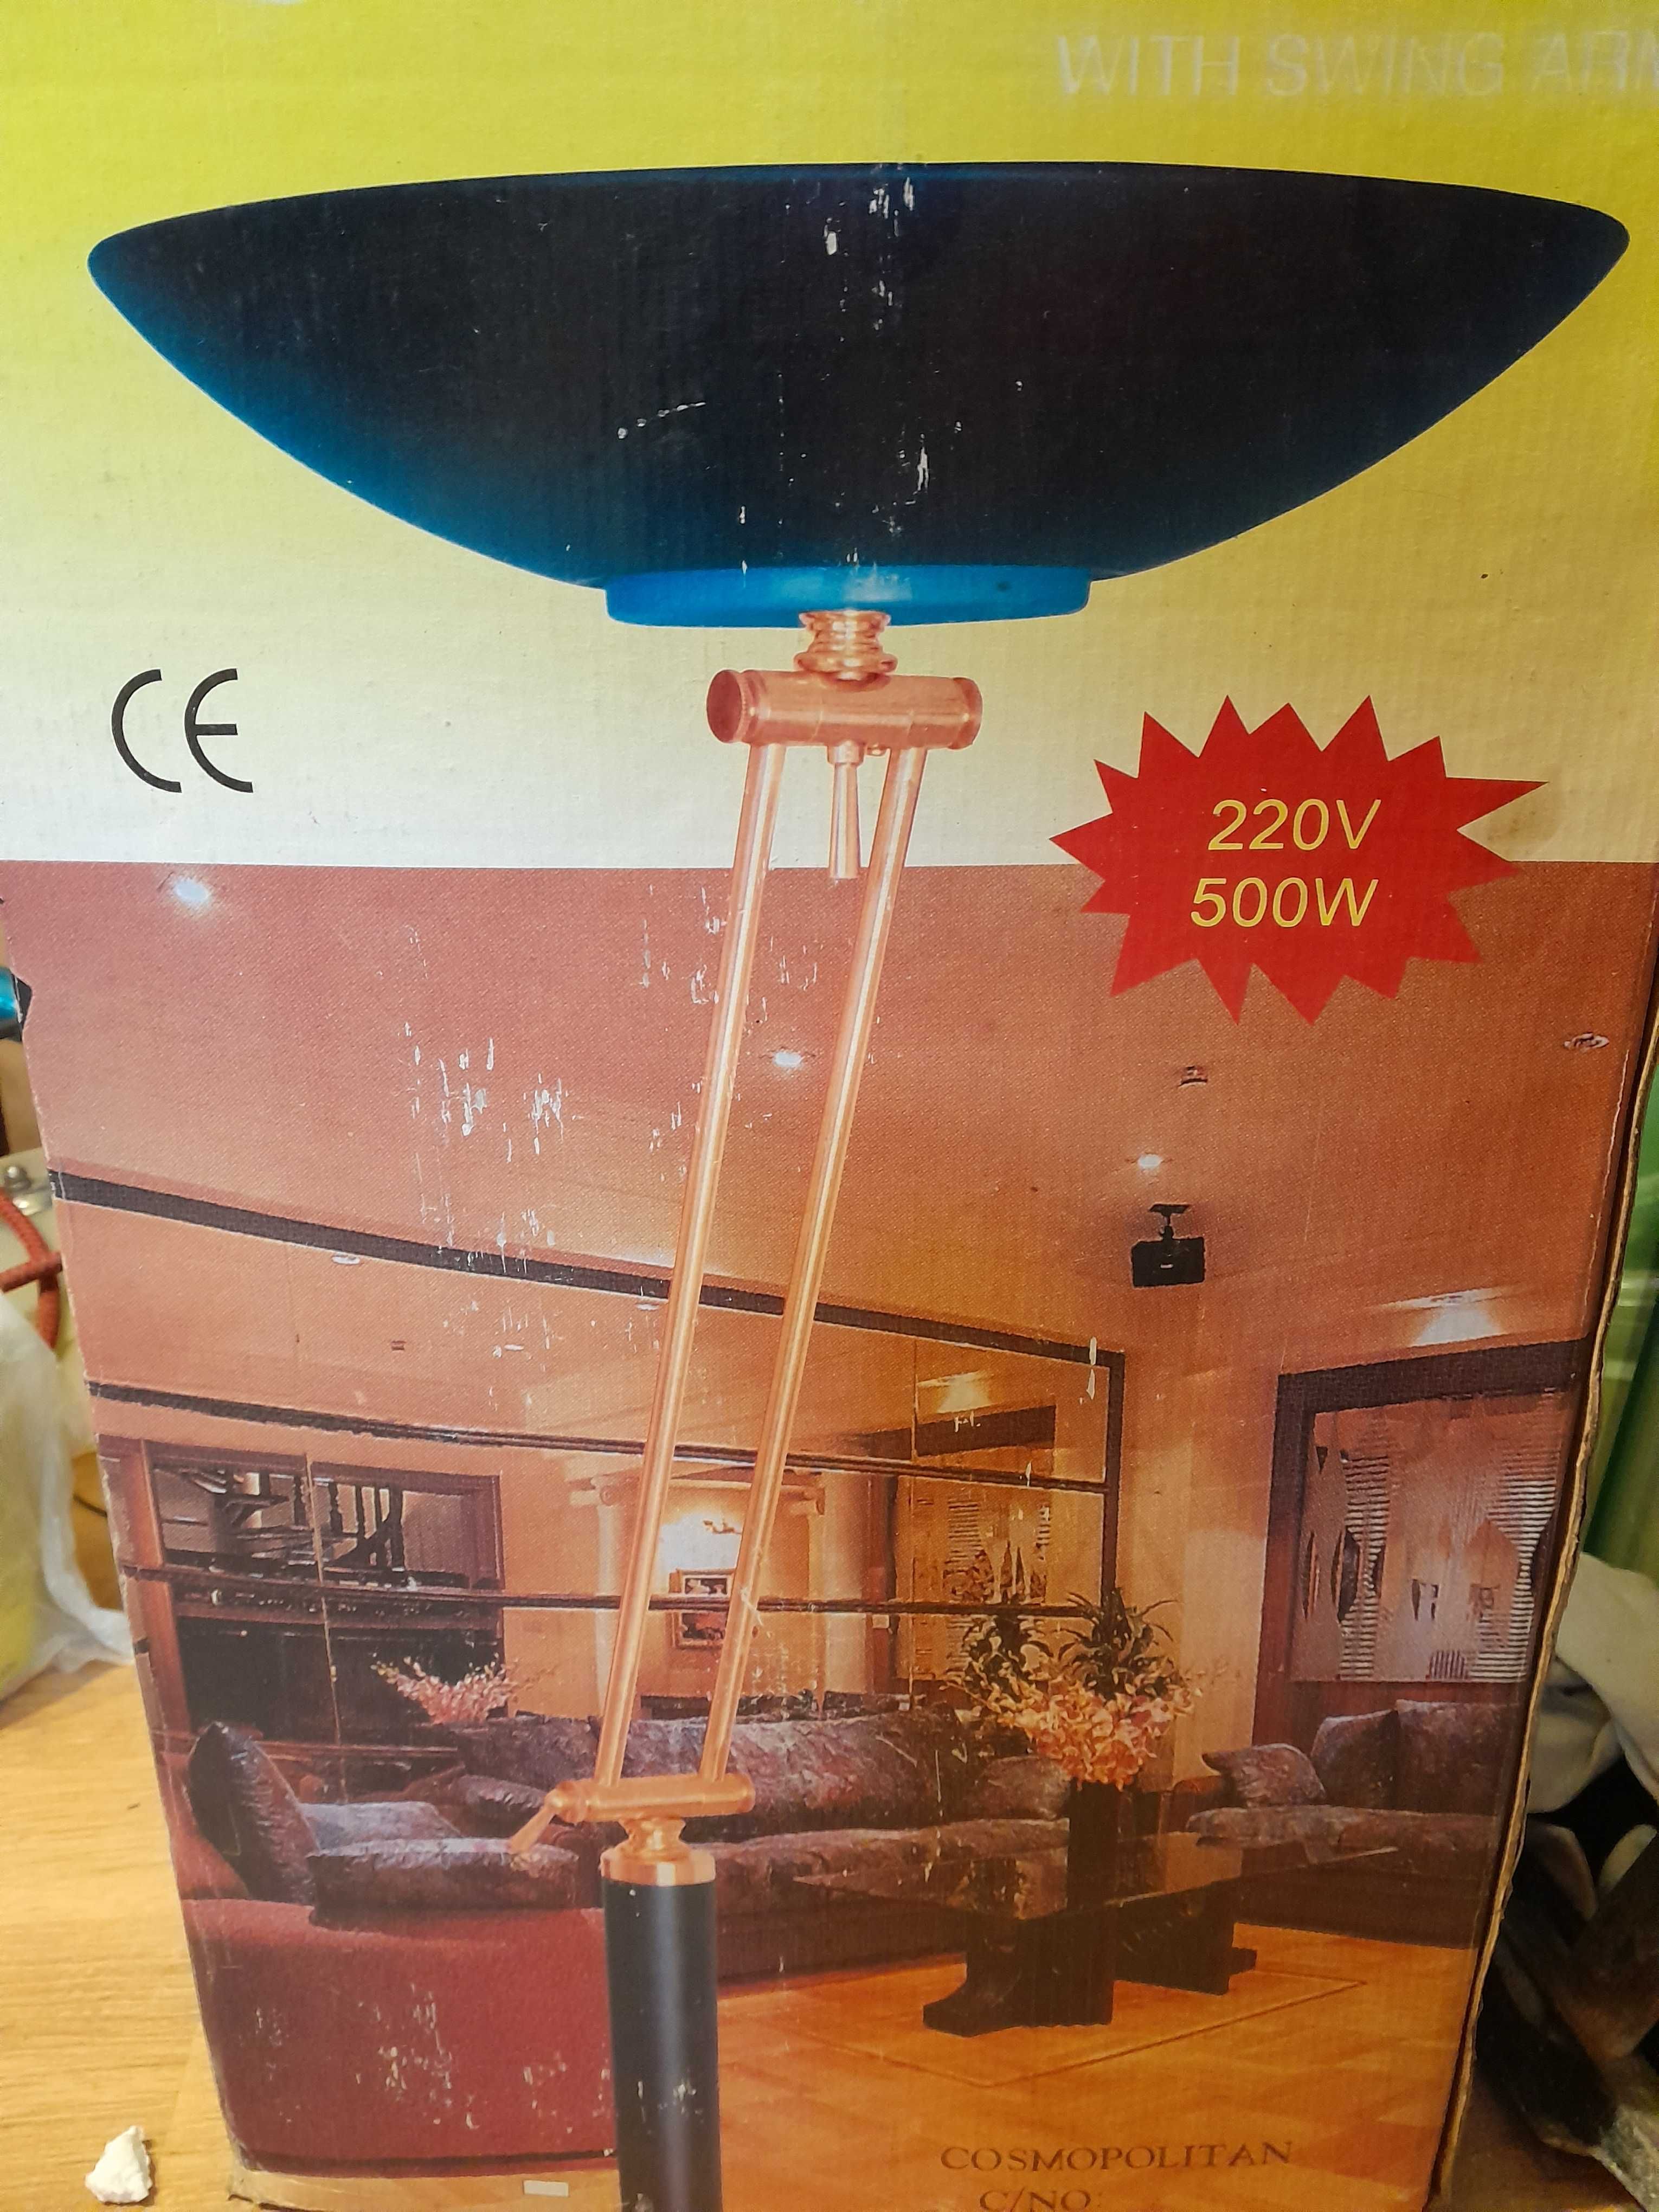 WITH SWING ARM
CE
220V
500W
COSMOPOLITAN
C/NO: